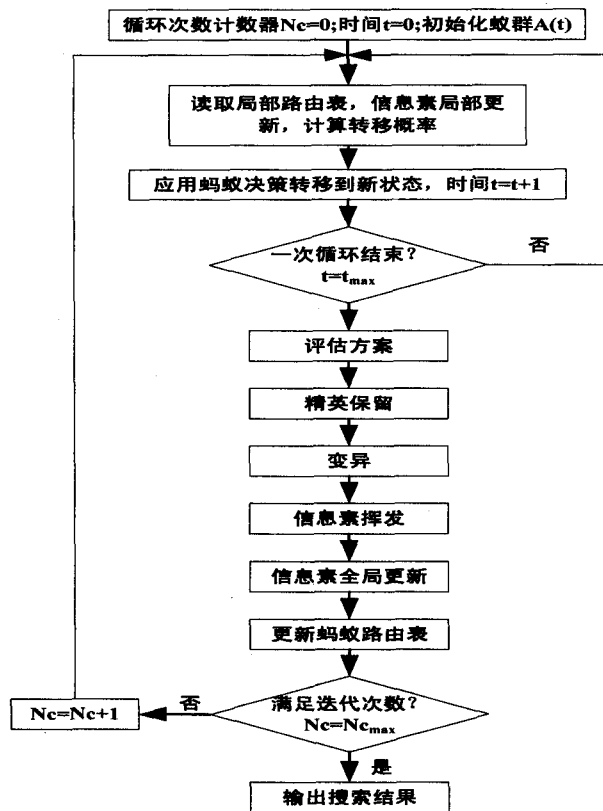 循环次数计数器Nc=0;时间t=0;初始化蚁群A(t)
读取局部路由表，信息素局部更
新，计算转移概率
应用蚂蚁决策转移到新状态，时间t=t+1
一次循环结束？
t=tmax
否
评估方案
精英保留
变异
信息素挥发
信息素全局更新
更新蚂蚁路由表
满足迭代次数？
Nc=Ncmax
否
Nc=Nc+1
是
输出搜索结果